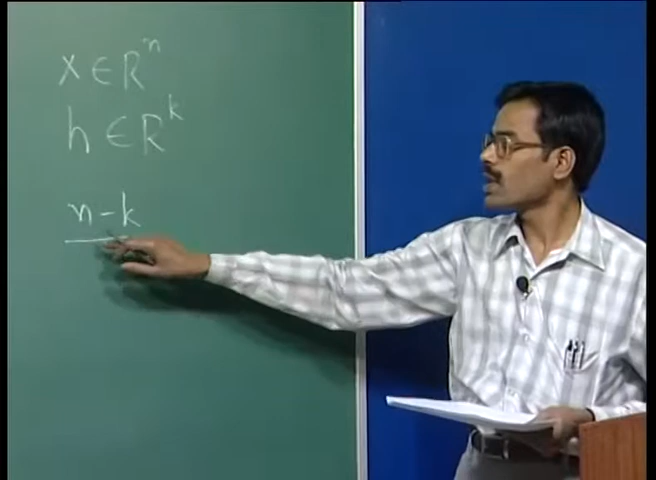 x ∈ R^n
h ∈ R^k
n - k